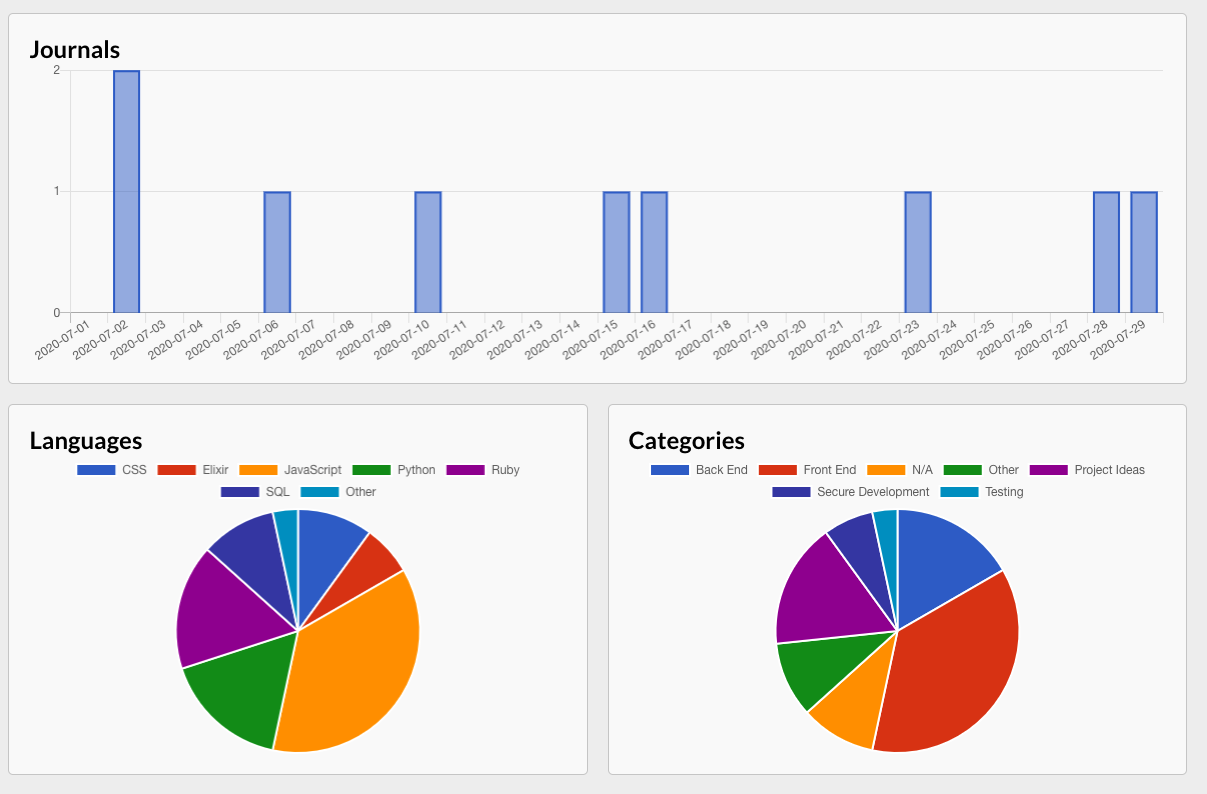 Journals
2
1
0
2020-07-01 2020-07-02 2020-07-03 2020-07-04 2020-07-05 2020-07-06 2020-07-07 2020-07-08 2020-07-09 2020-07-10 2020-07-11 2020-07-12 2020-07-13 2020-07-14 2020-07-15 2020-07-16 2020-07-17 2020-07-18 2020-07-19 2020-07-20 2020-07-21 2020-07-22 2020-07-23 2020-07-24 2020-07-25 2020-07-26 2020-07-27 2020-07-28 2020-07-29
Languages
CSS Elixir JavaScript Python Ruby
SQL Other
Categories
Back End Front End N/A Other Project Ideas
Secure Development Testing